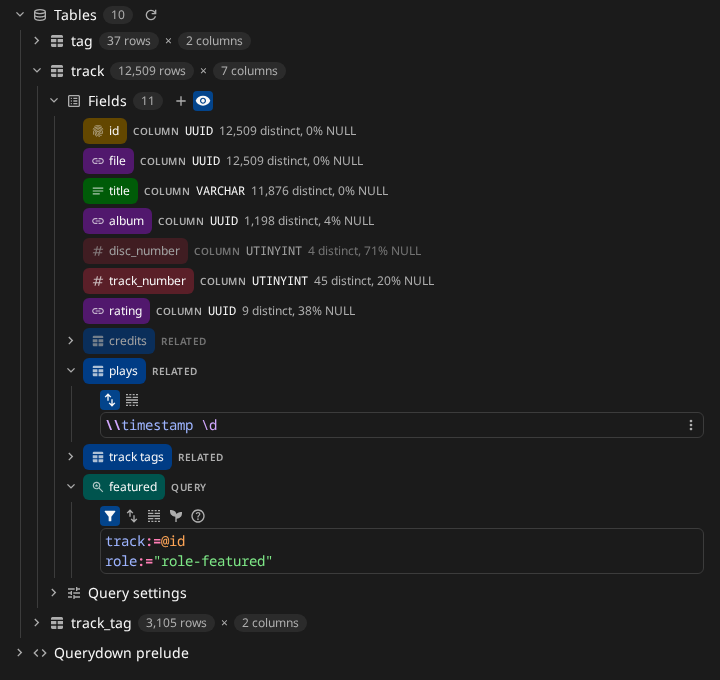 Tables 10
tag 37 rows × 2 columns
track 12,509 rows × 7 columns
Fields 11
id COLUMN UUID 12,509 distinct, 0% NULL
file COLUMN UUID 12,509 distinct, 0% NULL
title COLUMN VARCHAR 11,876 distinct, 0% NULL
album COLUMN UUID 1,198 distinct, 4% NULL
# disc_number COLUMN UTINYINT 4 distinct, 71% NULL
# track_number COLUMN UTINYINT 45 distinct, 20% NULL
rating COLUMN UUID 9 distinct, 38% NULL
credits RELATED
plays RELATED
\\timestamp \d
track tags RELATED
featured QUERY
track:=@id
role:="role-featured"
Query settings
track_tag 3,105 rows × 2 columns
Querydown prelude